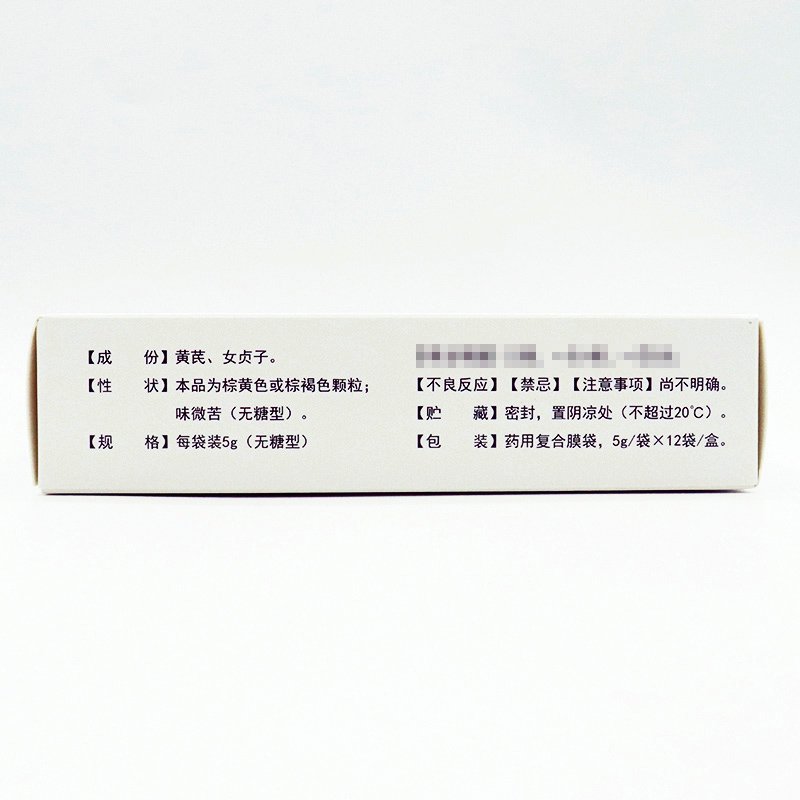 【成　份】黄芪、女贞子。
【性　状】本品为棕黄色或棕褐色颗粒；
味微苦（无糖型）。
【规　格】每袋装5g（无糖型）
【不良反应】【禁忌】【注意事项】尚不明确。
【贮　藏】密封，置阴凉处（不超过20℃）。
【包　装】药用复合膜袋，5g/袋×12袋/盒。